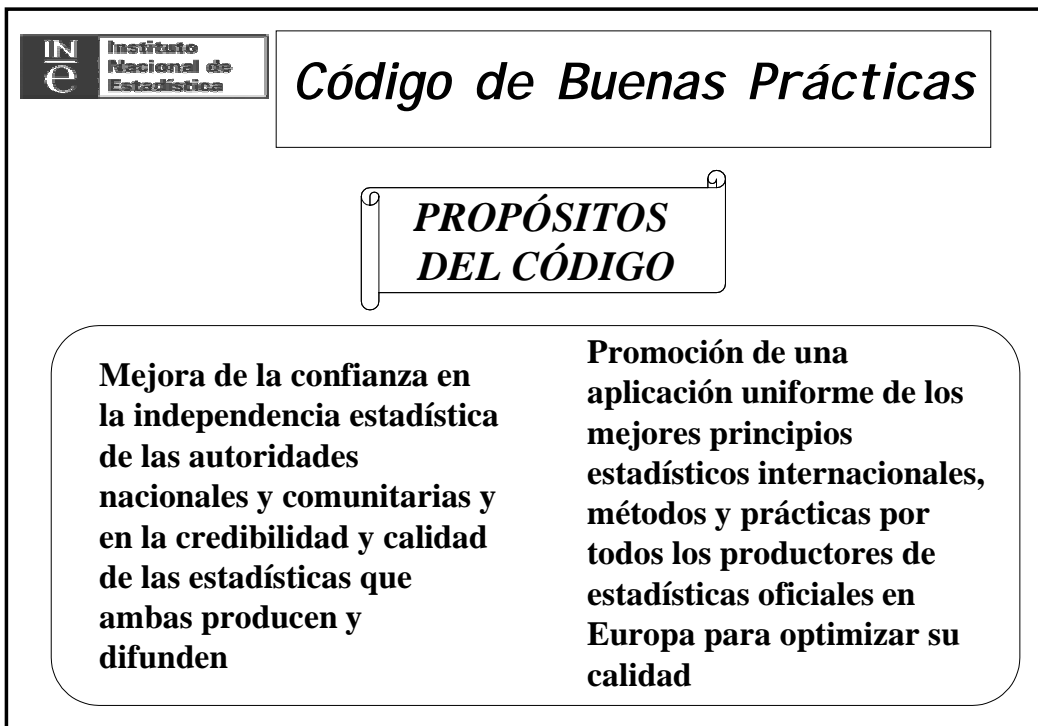 INe
Instituto
Nacional de
Estadística
Código de Buenas Prácticas
PROPÓSITOS
DEL CÓDIGO
Mejora de la confianza en
la independencia estadística
de las autoridades
nacionales y comunitarias y
en la credibilidad y calidad
de las estadísticas que
ambas producen y
difunden
Promoción de una
aplicación uniforme de los
mejores principios
estadísticos internacionales,
métodos y prácticas por
todos los productores de
estadísticas oficiales en
Europa para optimizar su
calidad